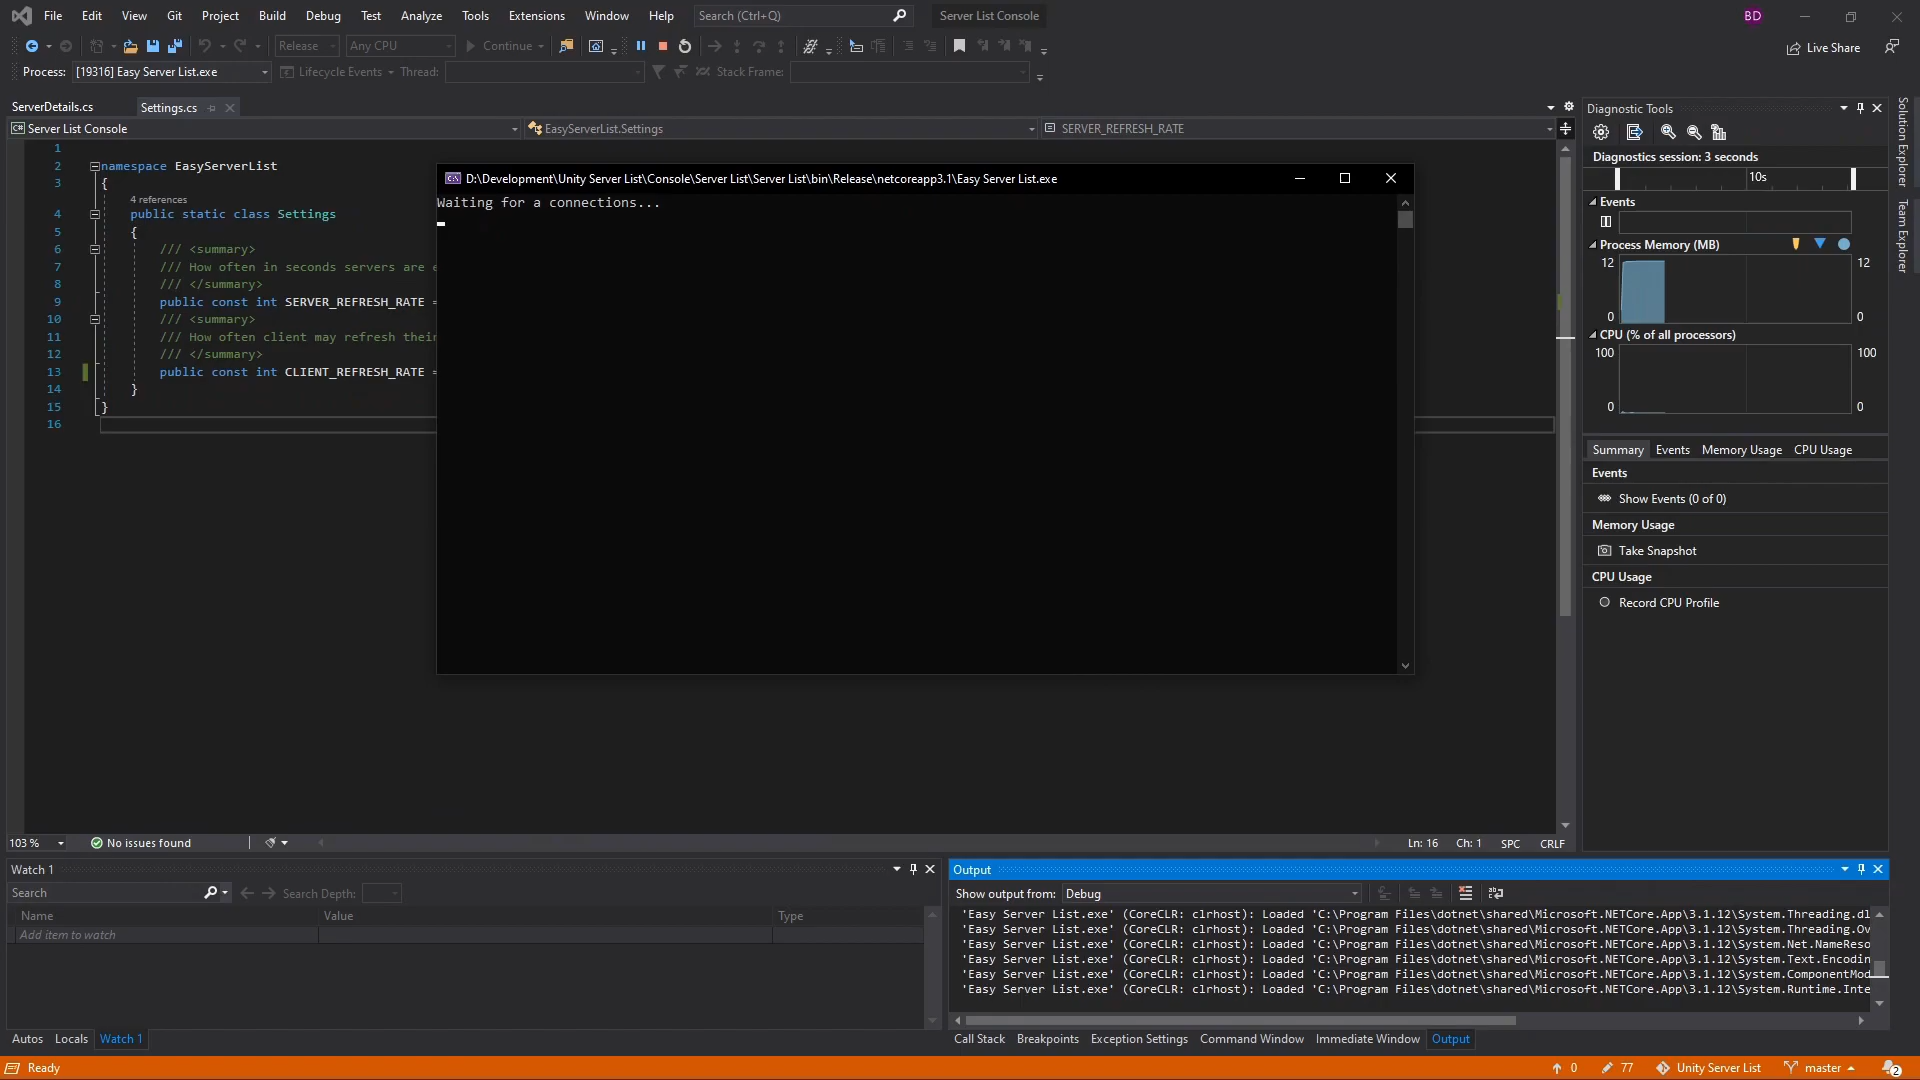 File Edit View Git Project Build Debug Test Analyze Tools Extensions Window Help Search (Ctrl+Q) Server List Console BD
Release Any CPU Continue Live Share
Process: [19316] Easy Server List.exe Lifecycle Events Thread: Stack Frame:
ServerDetails.cs Settings.cs
C# Server List Console EasyServerList.Settings SERVER_REFRESH_RATE
1
2 namespace EasyServerList
3 {
4 references
4 public static class Settings
5 {
6 /// <summary>
7 /// How often in seconds servers are
8 /// </summary>
9 public const int SERVER_REFRESH_RATE =
10 /// <summary>
11 /// How often client may refresh their
12 /// </summary>
13 public const int CLIENT_REFRESH_RATE =
14 }
15 }
16
D:\Development\Unity Server List\Console\Server List\Server List\bin\Release\netcoreapp3.1\Easy Server List.exe
Waiting for a connections...
Diagnostic Tools
Diagnostics session: 3 seconds
10s
Events
Process Memory (MB)
12 12
0 0
CPU (% of all processors)
100 100
0 0
Summary Events Memory Usage CPU Usage
Events
Show Events (0 of 0)
Memory Usage
Take Snapshot
CPU Usage
Record CPU Profile
Solution Explorer
Team Explorer
103 % No issues found Ln: 16 Ch: 1 SPC CRLF
Watch 1
Search Search Depth:
Name Value Type
Add item to watch
Autos Locals Watch 1
Output
Show output from: Debug
'Easy Server List.exe' (CoreCLR: clrhost): Loaded 'C:\Program Files\dotnet\shared\Microsoft.NETCore.App\3.1.12\System.Threading.dl
'Easy Server List.exe' (CoreCLR: clrhost): Loaded 'C:\Program Files\dotnet\shared\Microsoft.NETCore.App\3.1.12\System.Threading.Ov
'Easy Server List.exe' (CoreCLR: clrhost): Loaded 'C:\Program Files\dotnet\shared\Microsoft.NETCore.App\3.1.12\System.Net.NameReso
'Easy Server List.exe' (CoreCLR: clrhost): Loaded 'C:\Program Files\dotnet\shared\Microsoft.NETCore.App\3.1.12\System.Text.Encodin
'Easy Server List.exe' (CoreCLR: clrhost): Loaded 'C:\Program Files\dotnet\shared\Microsoft.NETCore.App\3.1.12\System.ComponentMod
'Easy Server List.exe' (CoreCLR: clrhost): Loaded 'C:\Program Files\dotnet\shared\Microsoft.NETCore.App\3.1.12\System.Runtime.Inte
Call Stack Breakpoints Exception Settings Command Window Immediate Window Output
Ready 0 77 Unity Server List master 2